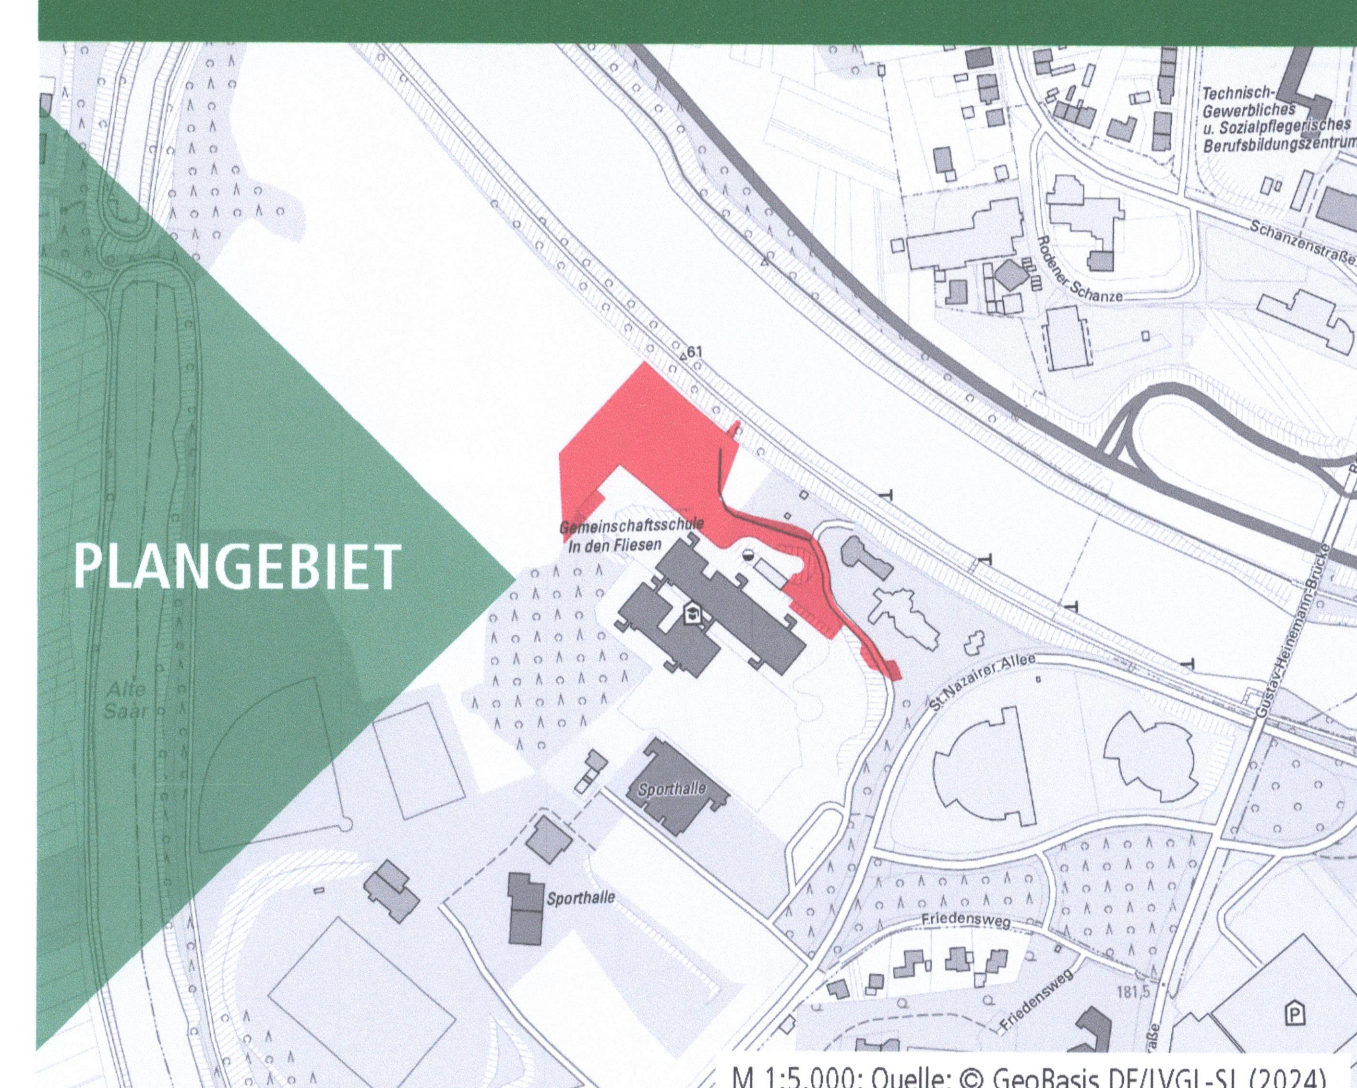 Technisch-
Gewerbliches
u. Sozialpflegerisches
Berufsbildungszentrum
Schanzenstraße
Rodener Schanze
61
Gemeinschaftsschule
In den Fliesen
PLANGEBIET
Gustav-Heinemann-Brücke
St.Nazairer Allee
Alte
Saar
Sporthalle
Sporthalle
Friedensweg
Friedensweg
181,5
raße
P
M 1:5.000; Quelle: © GeoBasis DE/LVGL-SL (2024)